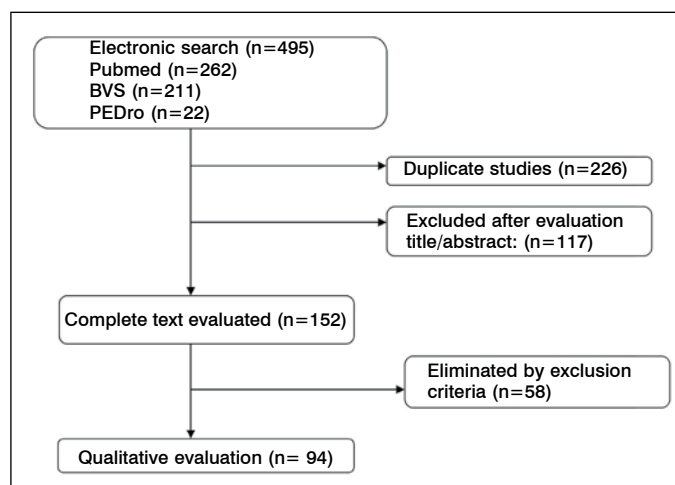 Electronic search (n=495)
Pubmed (n=262)
BVS (n=211)
PEDro (n=22)
Duplicate studies (n=226)
Excluded after evaluation
title/abstract: (n=117)
Complete text evaluated (n=152)
Eliminated by exclusion
criteria (n=58)
Qualitative evaluation (n= 94)